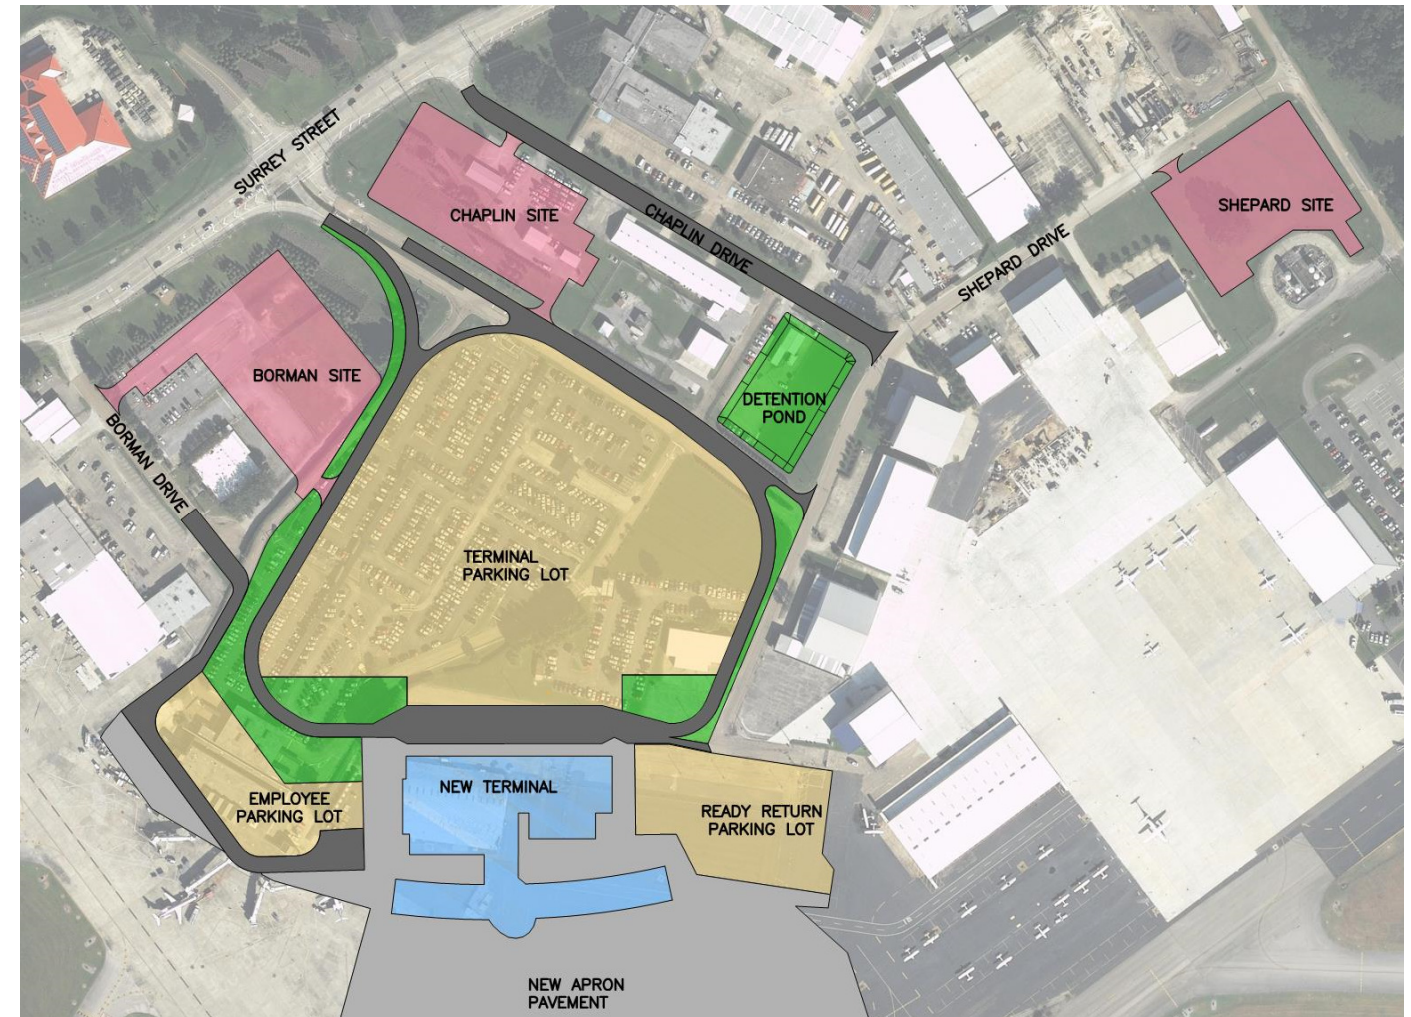 SURREY STREET
CHAPLIN SITE
CHAPLIN DRIVE
SHEPARD SITE
SHEPARD DRIVE
BORMAN SITE
BORMAN DRIVE
DETENTION
POND
TERMINAL
PARKING LOT
NEW TERMINAL
EMPLOYEE
PARKING LOT
READY RETURN
PARKING LOT
NEW APRON
PAVEMENT